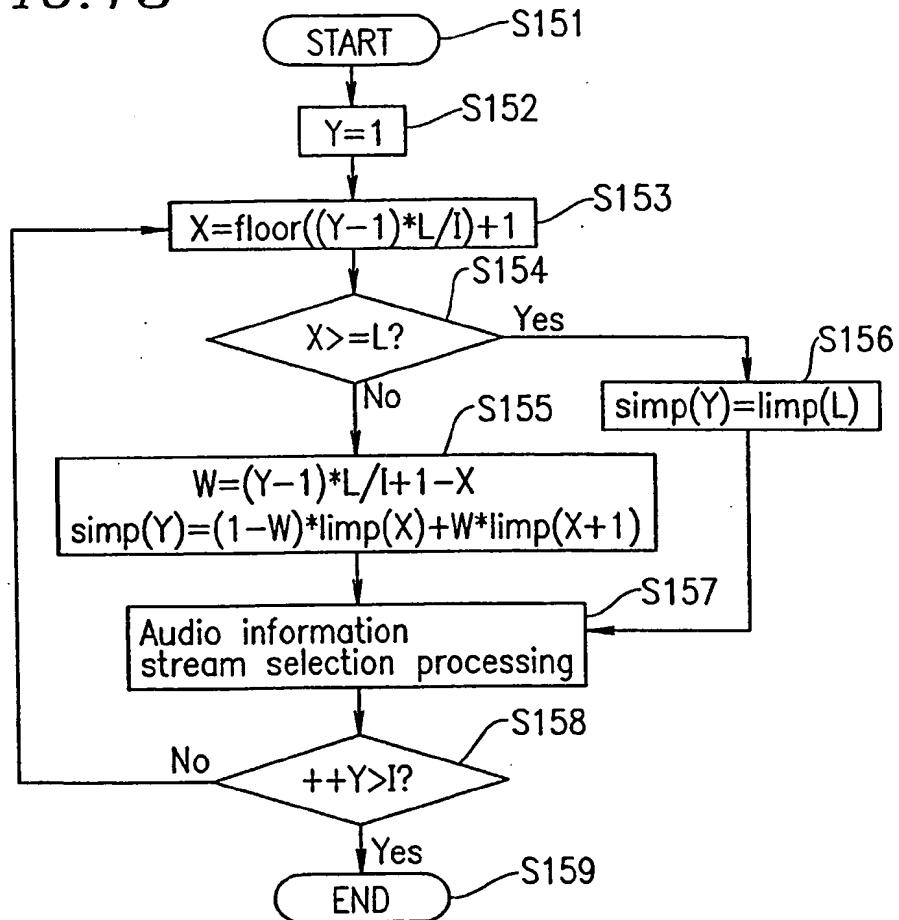 START
S151
Y=1
S152
X=floor((Y-1)*L/I)+1
S153
S154
X>=L?
Yes
No
S156
simp(Y)=limp(L)
S155
W=(Y-1)*L/I+1-X
simp(Y)=(1-W)*limp(X)+W*limp(X+1)
S157
Audio information
stream selection processing
S158
No
++Y>I?
Yes
S159
END